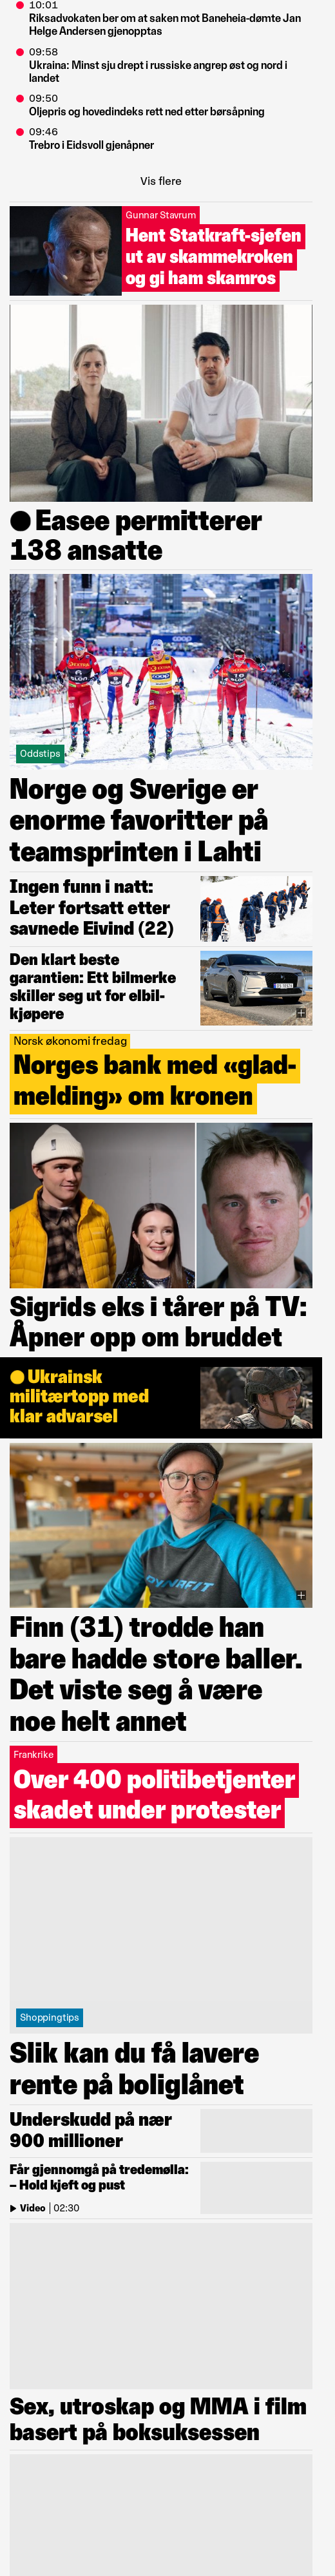 10:01
Riksadvokaten ber om at saken mot Baneheia-dømte Jan
Helge Andersen gjenopptas
09:58
Ukraina: Minst sju drept i russiske angrep øst og nord i
landet
09:50
Oljepris og hovedindeks rett ned etter børsåpning
09:46
Trebro i Eidsvoll gjenåpner
Vis flere
Gunnar Stavrum
Hent Statkraft-sjefen
ut av skammekroken
og gi ham skamros
Easee permitterer
138 ansatte
Oddstips
Norge og Sverige er
enorme favoritter på
teamsprinten i Lahti
Ingen funn i natt:
Leter fortsatt etter
savnede Eivind (22)
Den klart beste
garantien: Ett bilmerke
skiller seg ut for elbil-
kjøpere
Norsk økonomi fredag
Norges bank med «glad-
melding» om kronen
Sigrids eks i tårer på TV:
Åpner opp om bruddet
Ukrainsk
militærtopp med
klar advarsel
DYNAFIT
Finn (31) trodde han
bare hadde store baller.
Det viste seg å være
noe helt annet
Frankrike
Over 400 politibetjenter
skadet under protester
Shoppingtips
Slik kan du få lavere
rente på boliglånet
Underskudd på nær
900 millioner
Får gjennomgå på tredemølla:
– Hold kjeft og pust
Video | 02:30
Sex, utroskap og MMA i film
basert på boksuksessen